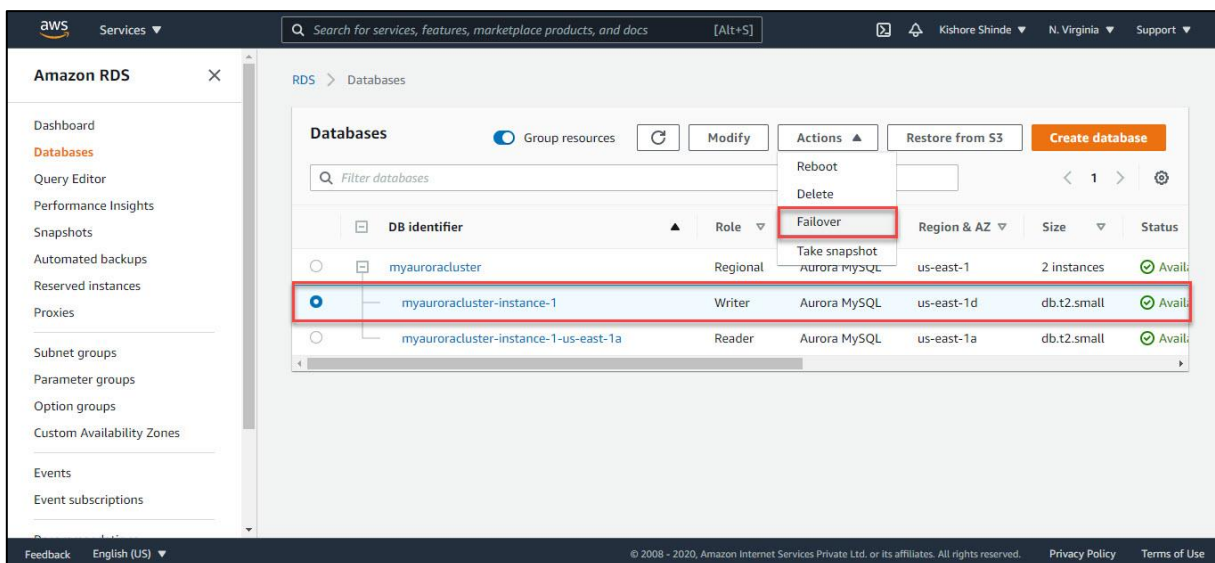 aws Services Search for services, features, marketplace products, and docs [Alt+S] Kishore Shinde N. Virginia Support
Amazon RDS
Dashboard
Databases
Query Editor
Performance Insights
Snapshots
Automated backups
Reserved instances
Proxies
Subnet groups
Parameter groups
Option groups
Custom Availability Zones
Events
Event subscriptions
RDS > Databases
Databases Group resources Modify Actions Restore from S3 Create database
Filter databases 1
Reboot
Delete
Failover
Take snapshot
DB identifier Role Region & AZ Size Status
myauroracluster Regional Aurora MySQL us-east-1 2 instances Availa
myauroracluster-instance-1 Writer Aurora MySQL us-east-1d db.t2.small Availa
myauroracluster-instance-1-us-east-1a Reader Aurora MySQL us-east-1a db.t2.small Availa
Feedback English (US) © 2008 - 2020, Amazon Internet Services Private Ltd. or its affiliates. All rights reserved. Privacy Policy Terms of Use